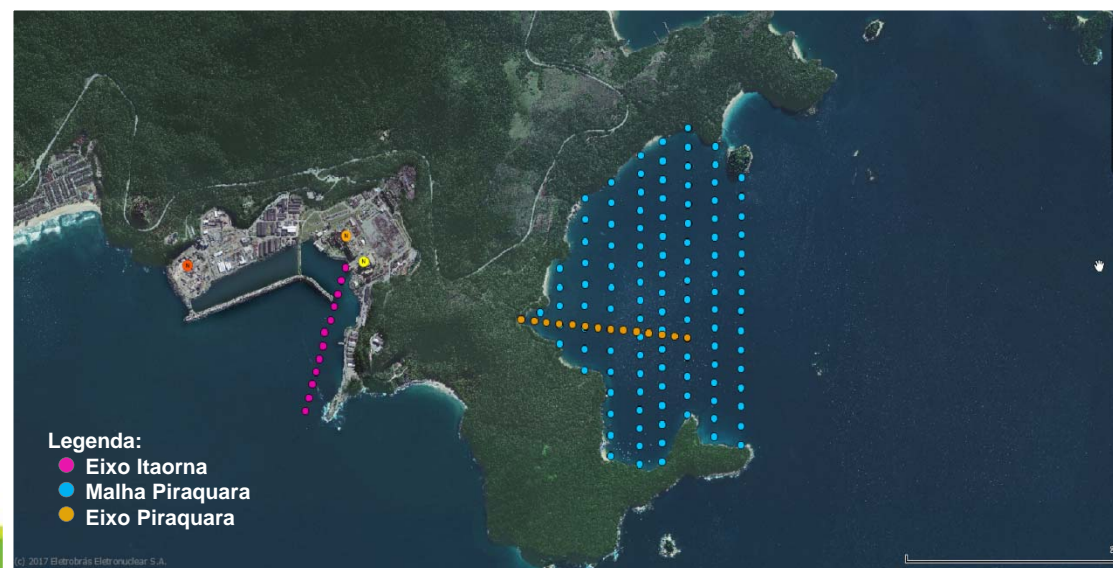 Legenda:
Eixo Itaorna
Malha Piraquara
Eixo Piraquara
(c) 2017 Eletrobrás Eletronuclear S.A.